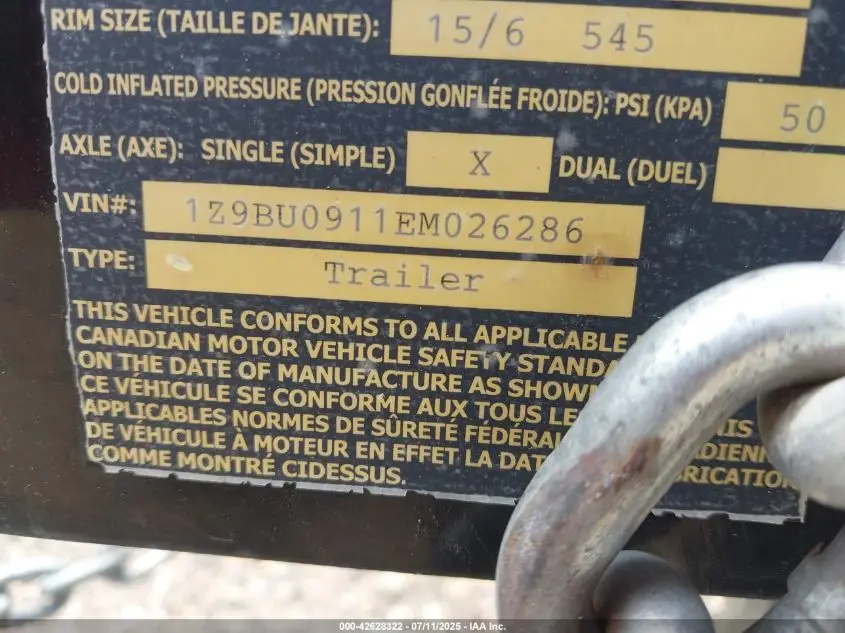 RIM SIZE (TAILLE DE JANTE): 15/6 545
COLD INFLATED PRESSURE (PRESSION GONFLÉE FROIDE): PSI (KPA) 50
AXLE (AXE): SINGLE (SIMPLE) X DUAL (DUEL)
VIN#: 1Z9BU0911EM026286
TYPE: Trailer
THIS VEHICLE CONFORMS TO ALL APPLICABLE
CANADIAN MOTOR VEHICLE SAFETY STANDA
ON THE DATE OF MANUFACTURE AS SHOWN
CE VÉHICULE SE CONFORME AUX TOUS LE
APPLICABLES NORMES DE SÛRETÉ FÉDÉRAL
DE VÉHICULE À MOTEUR EN EFFET LA DAT
COMME MONTRÉ CIDESSUS.
000-42628322 - 07/11/2025 - IAA Inc.